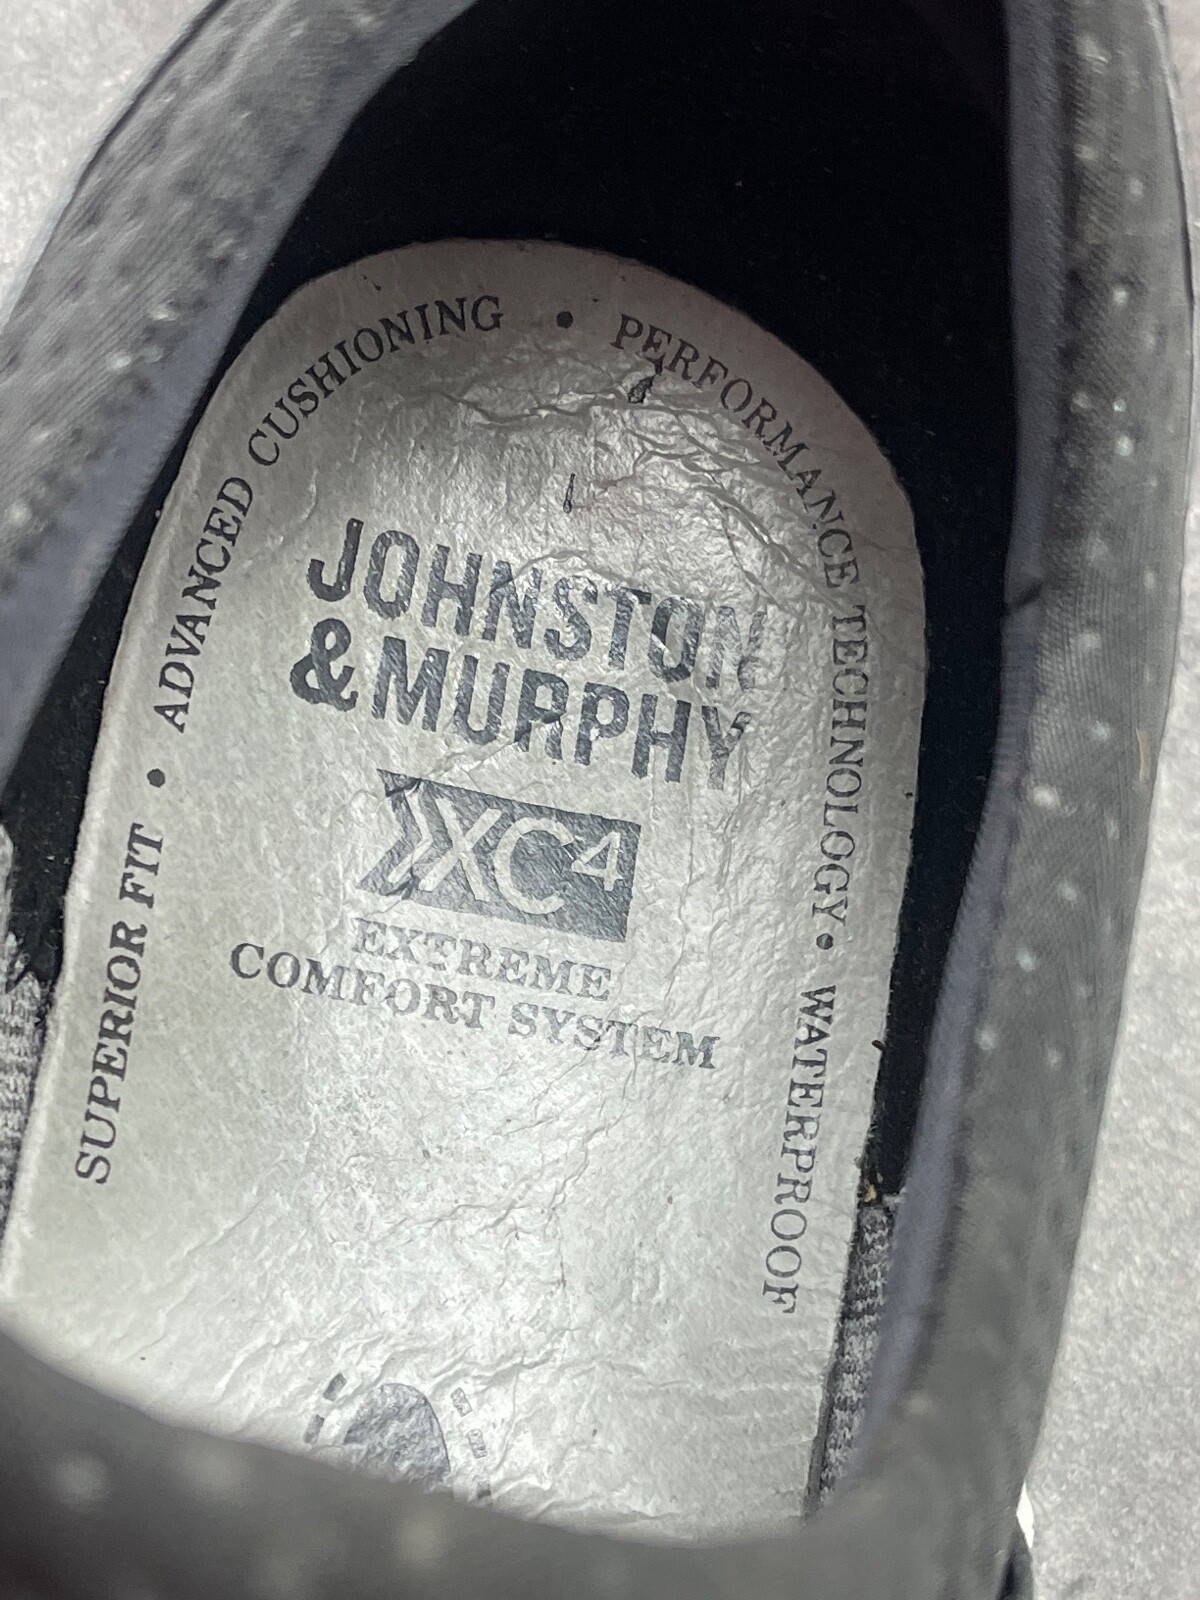 SUPERIOR FIT • ADVANCED CUSHIONING • PERFORMANCE TECHNOLOGY • WATERPROOF
JOHNSTON
& MURPHY
XC4
EXTREME
COMFORT SYSTEM